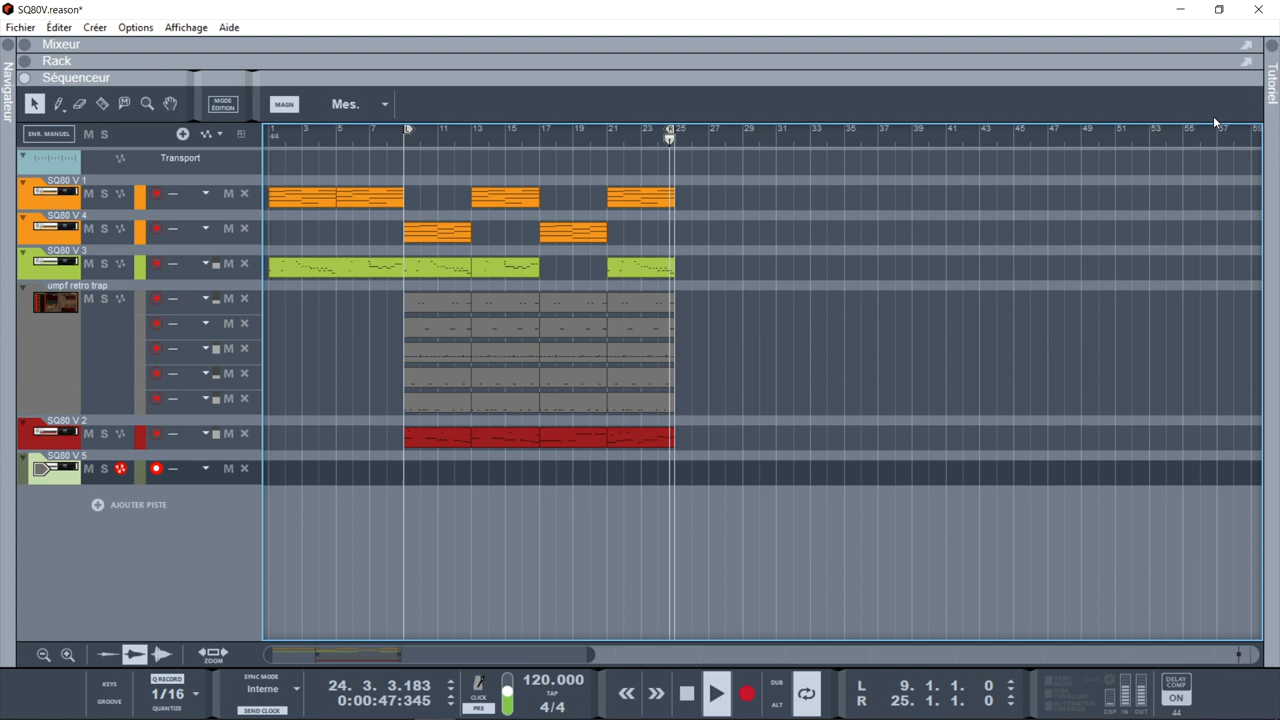 SQ80V.reason*
Fichier Éditer Créer Options Affichage Aide
Mixeur
Rack
Séquenceur
Navigateur
Tutoriel
MODE ÉDITION
MAGN
Mes.
ENR. MANUEL M S
1 3 5 7 L 11 13 15 17 19 21 23 R 25 27 29 31 33 35 37 39 41 43 45 47 49 51 53 55 57 59
44
Transport
SQ80 V 1
M S M
SQ80 V 4
M S M
SQ80 V 3
M S M
umpf retro trap
M S M
M
M
M
M
SQ80 V 2
M S M
SQ80 V 5
M S M
AJOUTER PISTE
ZOOM
KEYS
GROOVE
Q RECORD
1/16
QUANTIZE
SYNC MODE
Interne
SEND CLOCK
24. 3. 3.183
0:00:47:345
CLICK
PRE
120.000
TAP
4/4
DUB
ALT
L 9. 1. 1. 0
R 25. 1. 1. 0
CALC
DSP IN OUT
DELAY COMP
ON
44